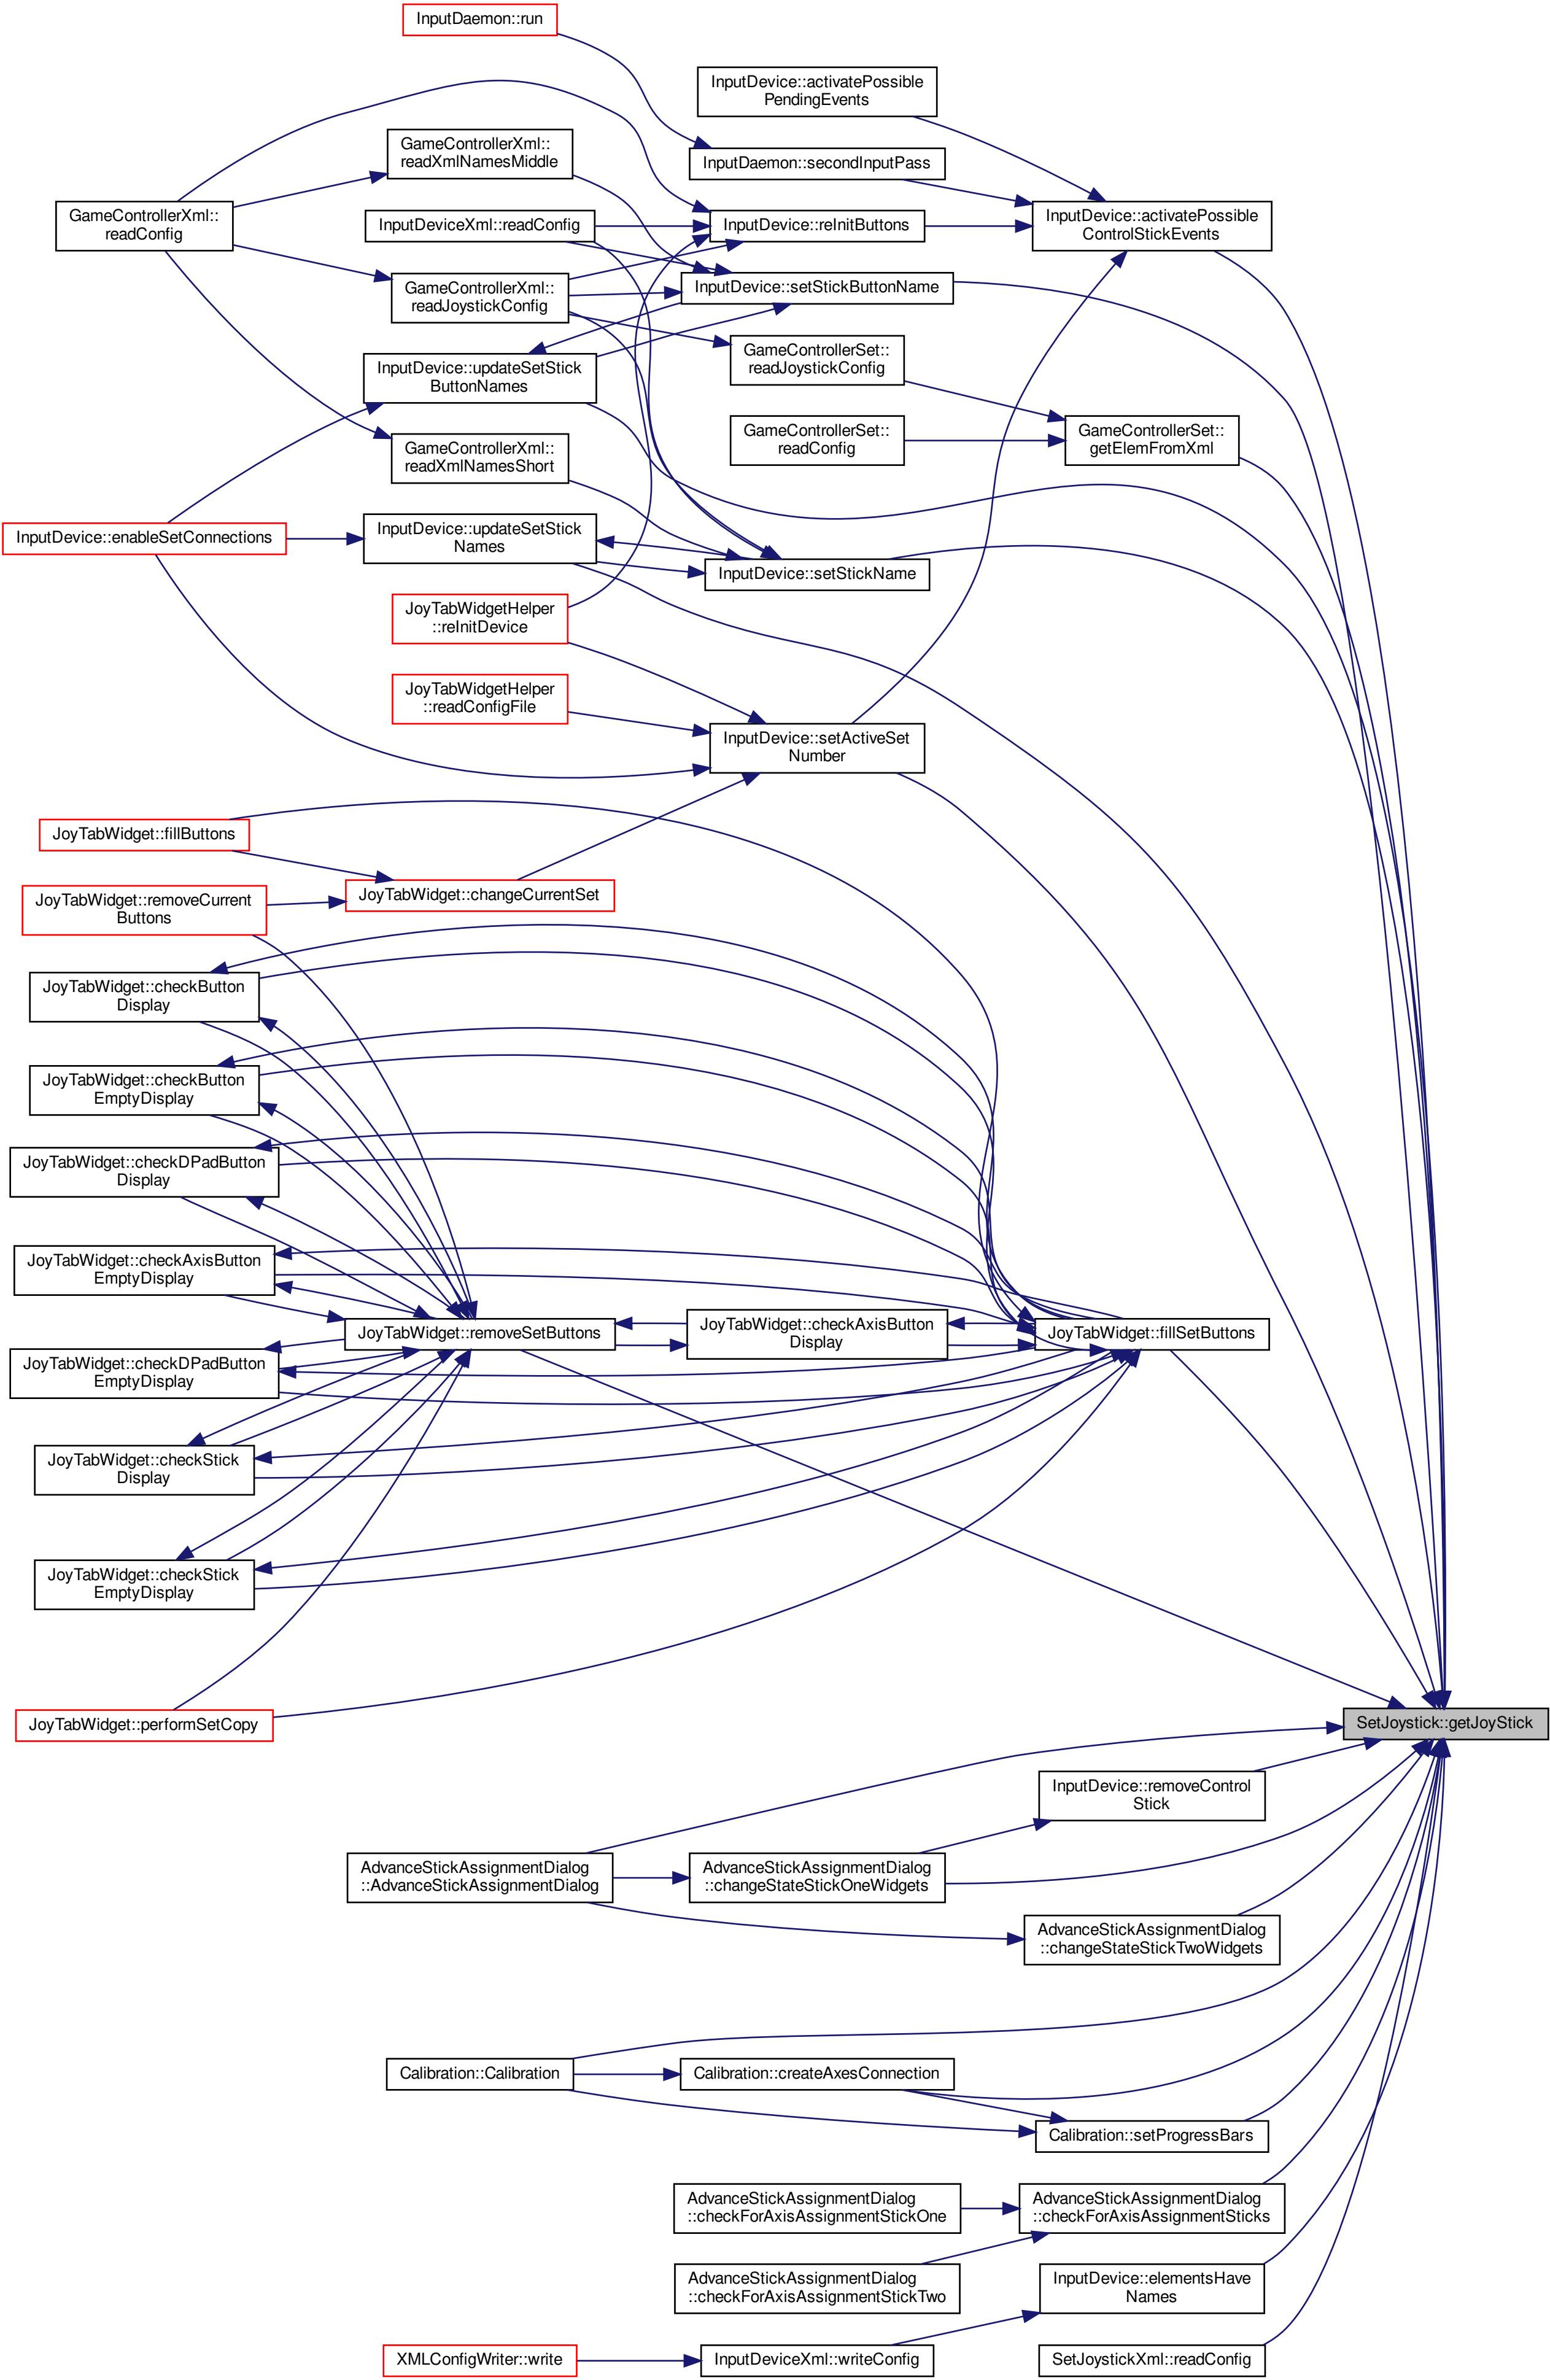 InputDaemon::run
InputDevice::activatePossible
PendingEvents
GameControllerXml::
readXmlNamesMiddle
InputDaemon::secondInputPass
GameControllerXml::
readConfig
InputDeviceXml::readConfig
InputDevice::reInitButtons
InputDevice::activatePossible
ControlStickEvents
GameControllerXml::
readJoystickConfig
InputDevice::setStickButtonName
InputDevice::updateSetStick
ButtonNames
GameControllerSet::
readJoystickConfig
GameControllerXml::
readXmlNamesShort
GameControllerSet::
readConfig
GameControllerSet::
getElemFromXml
InputDevice::enableSetConnections
InputDevice::updateSetStick
Names
InputDevice::setStickName
JoyTabWidgetHelper
::reInitDevice
JoyTabWidgetHelper
::readConfigFile
InputDevice::setActiveSet
Number
JoyTabWidget::fillButtons
JoyTabWidget::removeCurrent
Buttons
JoyTabWidget::changeCurrentSet
JoyTabWidget::checkButton
Display
JoyTabWidget::checkButton
EmptyDisplay
JoyTabWidget::checkDPadButton
Display
JoyTabWidget::checkAxisButton
EmptyDisplay
JoyTabWidget::removeSetButtons
JoyTabWidget::checkAxisButton
Display
JoyTabWidget::fillSetButtons
JoyTabWidget::checkDPadButton
EmptyDisplay
JoyTabWidget::checkStick
Display
JoyTabWidget::checkStick
EmptyDisplay
JoyTabWidget::performSetCopy
SetJoystick::getJoyStick
InputDevice::removeControl
Stick
AdvanceStickAssignmentDialog
::AdvanceStickAssignmentDialog
AdvanceStickAssignmentDialog
::changeStateStickOneWidgets
AdvanceStickAssignmentDialog
::changeStateStickTwoWidgets
Calibration::Calibration
Calibration::createAxesConnection
Calibration::setProgressBars
AdvanceStickAssignmentDialog
::checkForAxisAssignmentStickOne
AdvanceStickAssignmentDialog
::checkForAxisAssignmentSticks
AdvanceStickAssignmentDialog
::checkForAxisAssignmentStickTwo
InputDevice::elementsHave
Names
XMLConfigWriter::write
InputDeviceXml::writeConfig
SetJoystickXml::readConfig